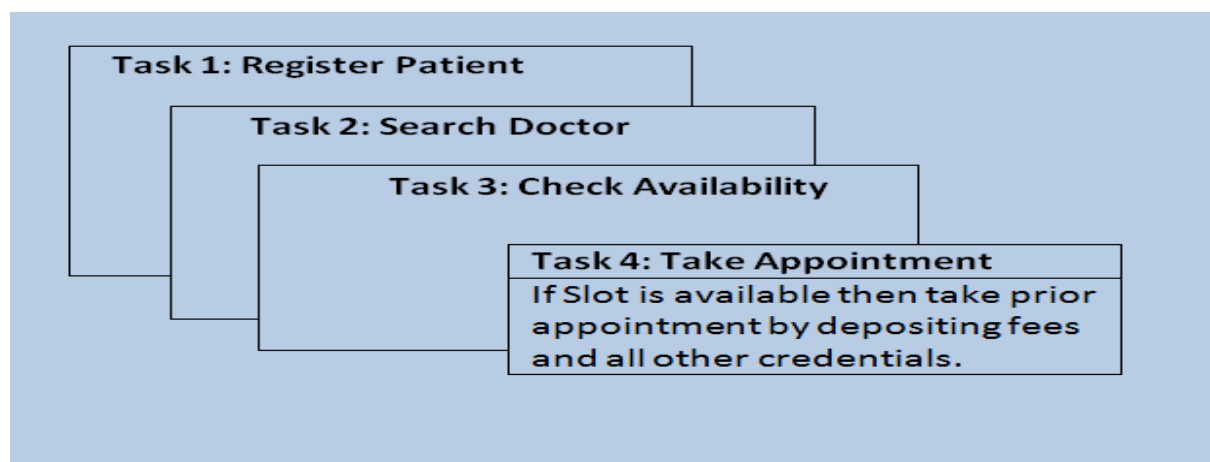 Task 1: Register Patient
Task 2: Search Doctor
Task 3: Check Availability
Task 4: Take Appointment
If Slot is available then take prior
appointment by depositing fees
and all other credentials.